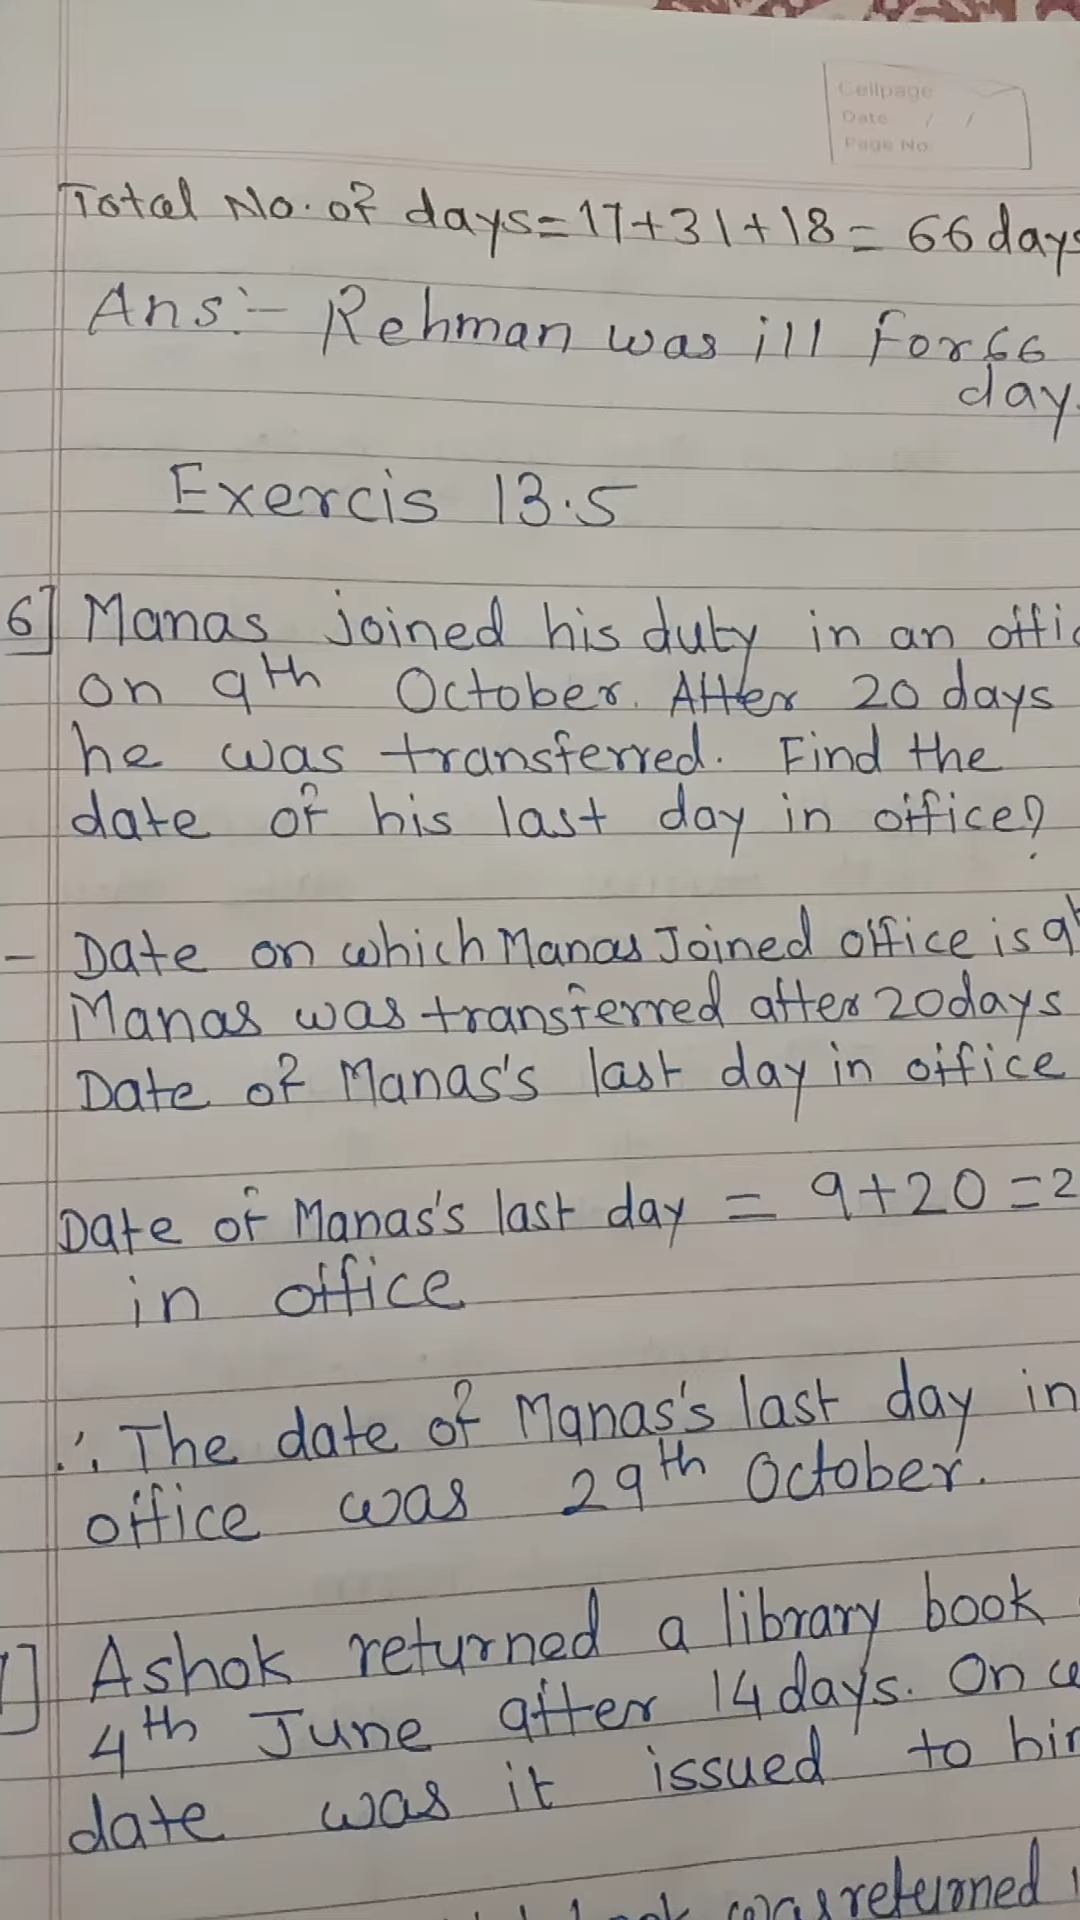 Cellpage
Date / /
Page No.
Total No. of days=17+31+18= 66 days
Ans:- Rehman was ill for 66
day
Exercis 13.5
6] Manas joined his duty in an offic
on 9th October. After 20 days
he was transferred. Find the
date of his last day in office?
- Date on which Manas Joined office is 9
Manas was transferred after 20 days
Date of Manas's last day in office
Date of Manas's last day = 9+20 =2
in office
∴ The date of Manas's last day in
office was 29th October.
] Ashok returned a library book
4th June after 14 days. On
date was it issued to
was returned